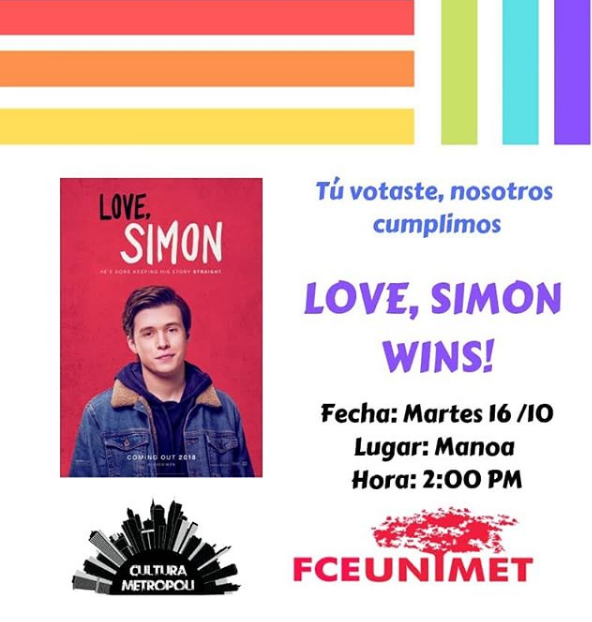 Tú votaste, nosotros
cumplimos
LOVE, SIMON
WINS!
Fecha: Martes 16 /10
Lugar: Manoa
Hora: 2:00 PM
LOVE,
SIMON
HE'S DONE KEEPING HIS STORY STRAIGHT.
COMING OUT 2018
CULTURA
METROPOLI
FCEUNIMET